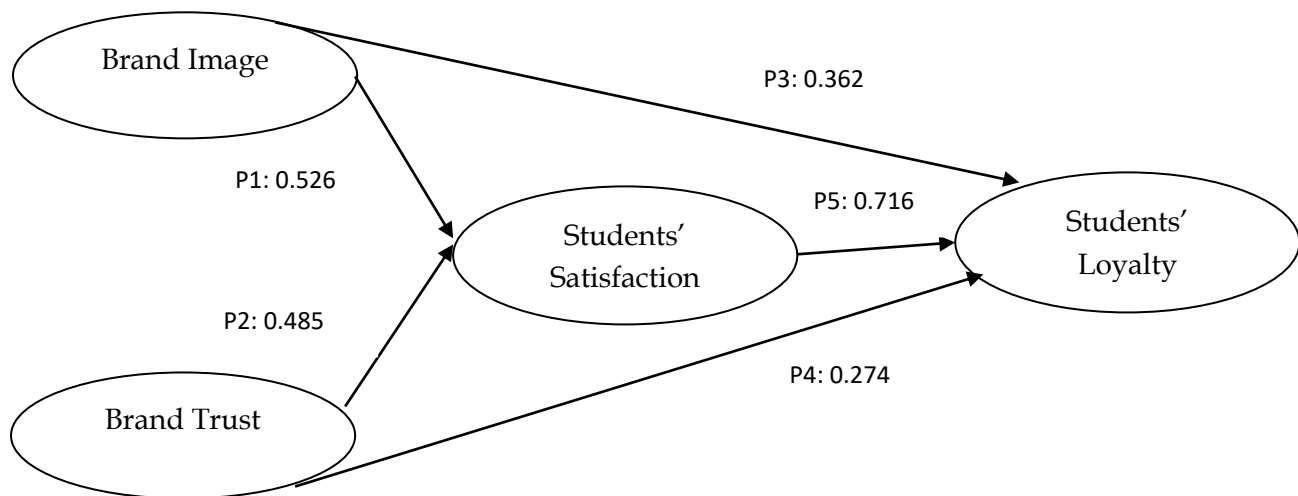 Brand Image
P3: 0.362
P1: 0.526
P5: 0.716
Students’
Satisfaction
Students’
Loyalty
P2: 0.485
P4: 0.274
Brand Trust